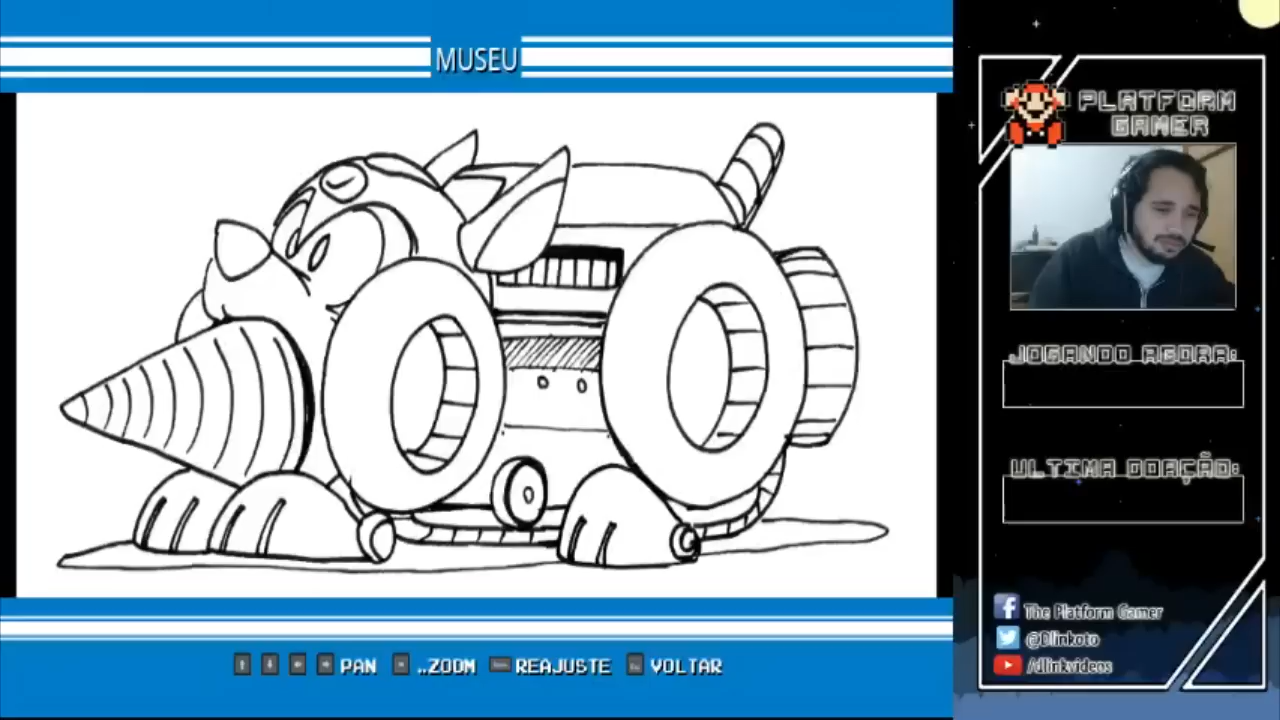 MUSEU
PAN
..ZOOM
REAJUSTE
VOLTAR
PLATFORM
GAMER
JOGANDO AGORA:
ULTIMA DOAÇÃO:
The Platform Gamer
@Dlinkoto
/dlinkvideos